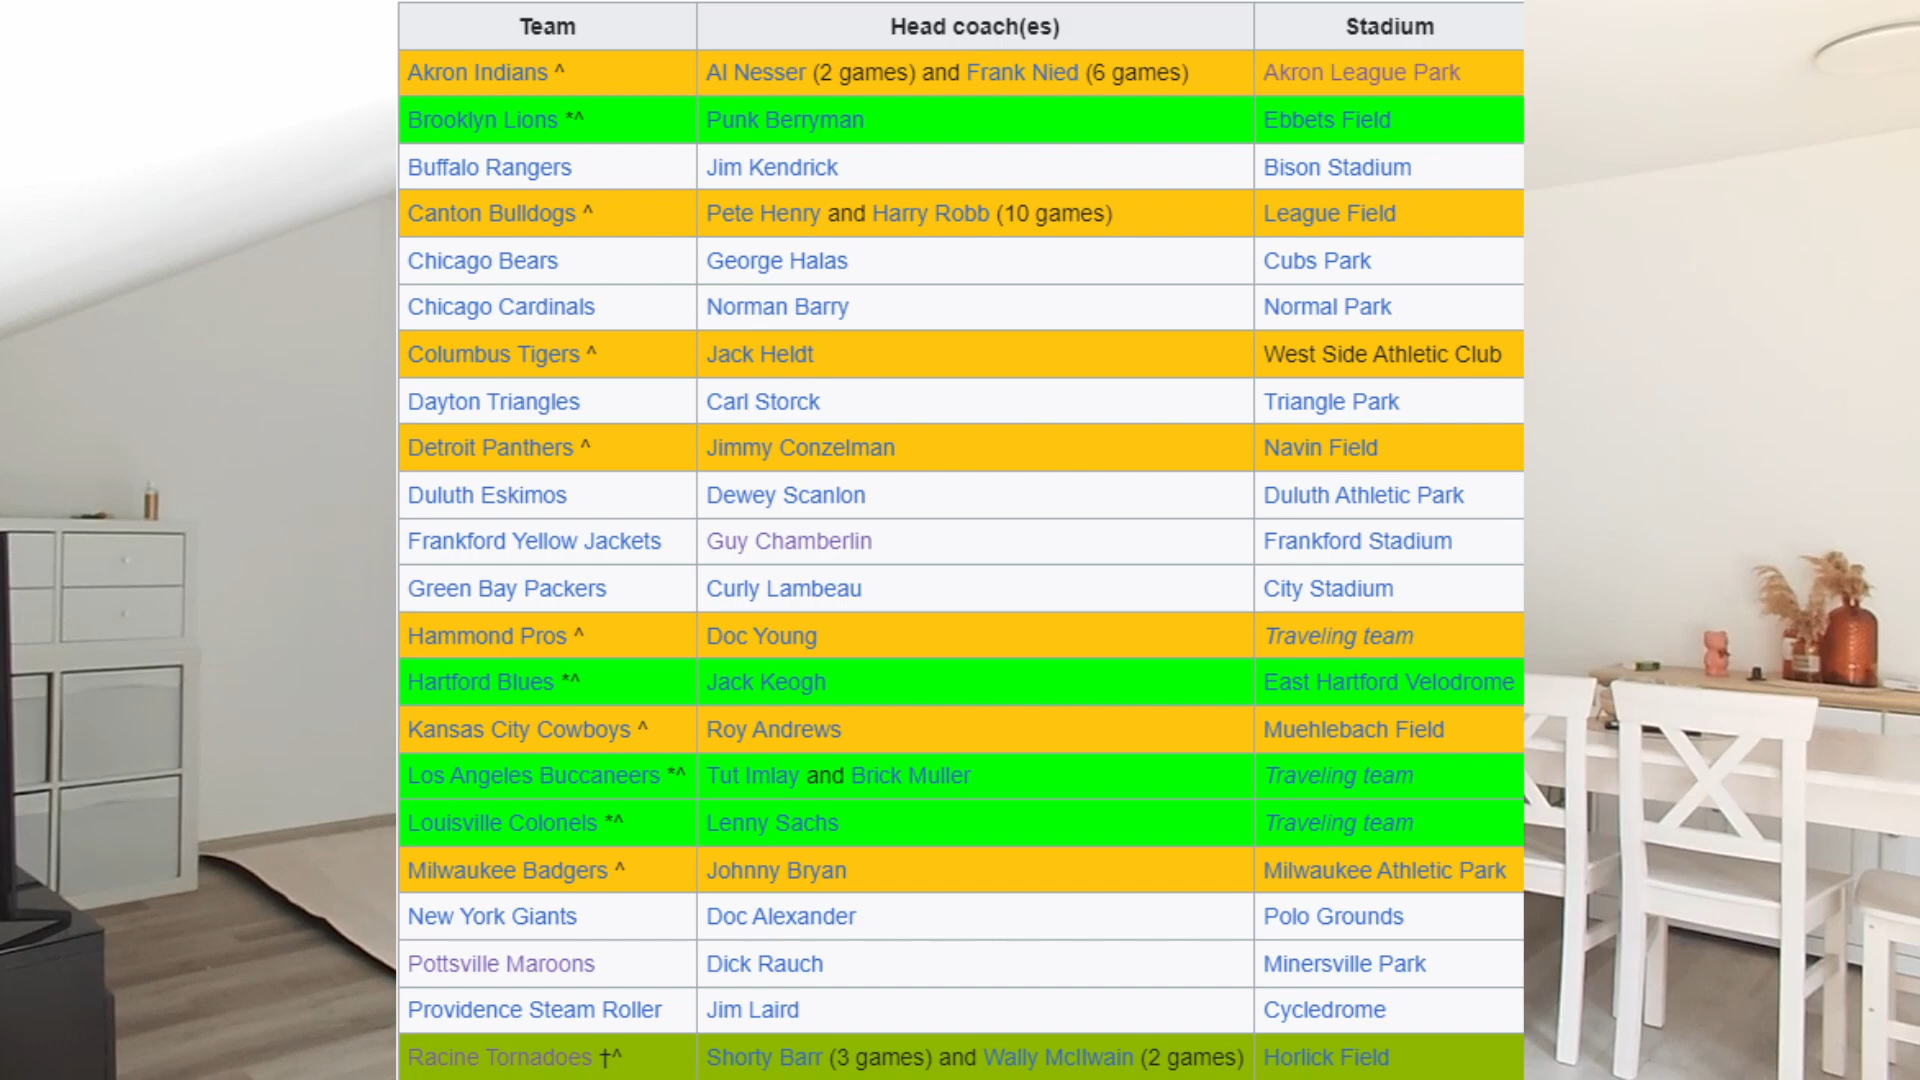 Team Head coach(es) Stadium
Akron Indians ^ Al Nesser (2 games) and Frank Nied (6 games) Akron League Park
Brooklyn Lions *^ Punk Berryman Ebbets Field
Buffalo Rangers Jim Kendrick Bison Stadium
Canton Bulldogs ^ Pete Henry and Harry Robb (10 games) League Field
Chicago Bears George Halas Cubs Park
Chicago Cardinals Norman Barry Normal Park
Columbus Tigers ^ Jack Heldt West Side Athletic Club
Dayton Triangles Carl Storck Triangle Park
Detroit Panthers ^ Jimmy Conzelman Navin Field
Duluth Eskimos Dewey Scanlon Duluth Athletic Park
Frankford Yellow Jackets Guy Chamberlin Frankford Stadium
Green Bay Packers Curly Lambeau City Stadium
Hammond Pros ^ Doc Young Traveling team
Hartford Blues *^ Jack Keogh East Hartford Velodrome
Kansas City Cowboys ^ Roy Andrews Muehlebach Field
Los Angeles Buccaneers *^ Tut Imlay and Brick Muller Traveling team
Louisville Colonels *^ Lenny Sachs Traveling team
Milwaukee Badgers ^ Johnny Bryan Milwaukee Athletic Park
New York Giants Doc Alexander Polo Grounds
Pottsville Maroons Dick Rauch Minersville Park
Providence Steam Roller Jim Laird Cycledrome
Racine Tornadoes †^ Shorty Barr (3 games) and Wally McIlwain (2 games) Horlick Field